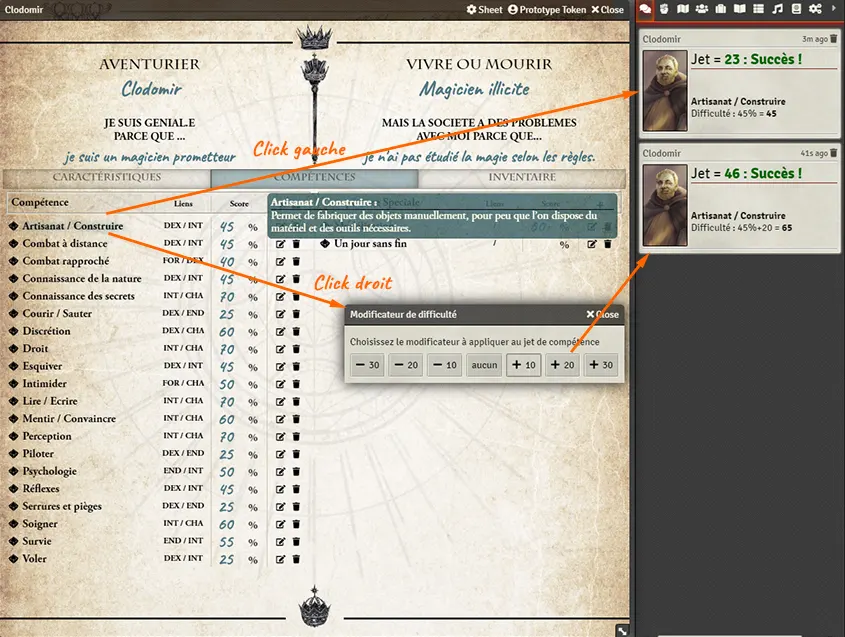 Clodomir
Sheet Prototype Token Close
AVENTURIER
Clodomir
VIVRE OU MOURIR
Magicien illicite
JE SUIS GENIALE
PARCE QUE ...
je suis un magicien prometteur
MAIS LA SOCIETE A DES PROBLEMES
AVEC MOI PARCE QUE...
je n'ai pas étudié la magie selon les règles.
Click gauche
CARACTÉRISTIQUES COMPÉTENCES INVENTAIRE
Compétence Liens Score
Speciale Liens
Artisanat / Construire :
Permet de fabriquer des objets manuellement, pour peu que l'on dispose du
matériel et des outils nécessaires.
Artisanat / Construire DEX / INT 45 %
Combat à distance DEX / INT 45 %
Un jour sans fin / %
Combat rapproché FOR / DEX 40 %
Connaissance de la nature DEX / INT 45 %
Connaissance des secrets INT / CHA 70 %
Courir / Sauter DEX / END 25 %
Discrétion DEX / CHA 60 %
Droit INT / CHA 70 %
Esquiver DEX / INT 45 %
Intimider FOR / CHA 50 %
Lire / Ecrire INT / CHA 70 %
Mentir / Convaincre INT / CHA 60 %
Perception INT / CHA 70 %
Piloter DEX / END 25 %
Psychologie END / INT 50 %
Réflexes DEX / INT 45 %
Serrures et pièges DEX / END 25 %
Soigner INT / CHA 60 %
Survie END / INT 55 %
Voler DEX / INT 25 %
Click droit
Modificateur de difficulté Close
Choisissez le modificateur à appliquer au jet de compétence
− 30 − 20 − 10 aucun + 10 + 20 + 30
Clodomir 3m ago
Jet = 23 : Succès !
Artisanat / Construire
Difficulté : 45% = 45
Clodomir 41s ago
Jet = 46 : Succès !
Artisanat / Construire
Difficulté : 45%+20 = 65